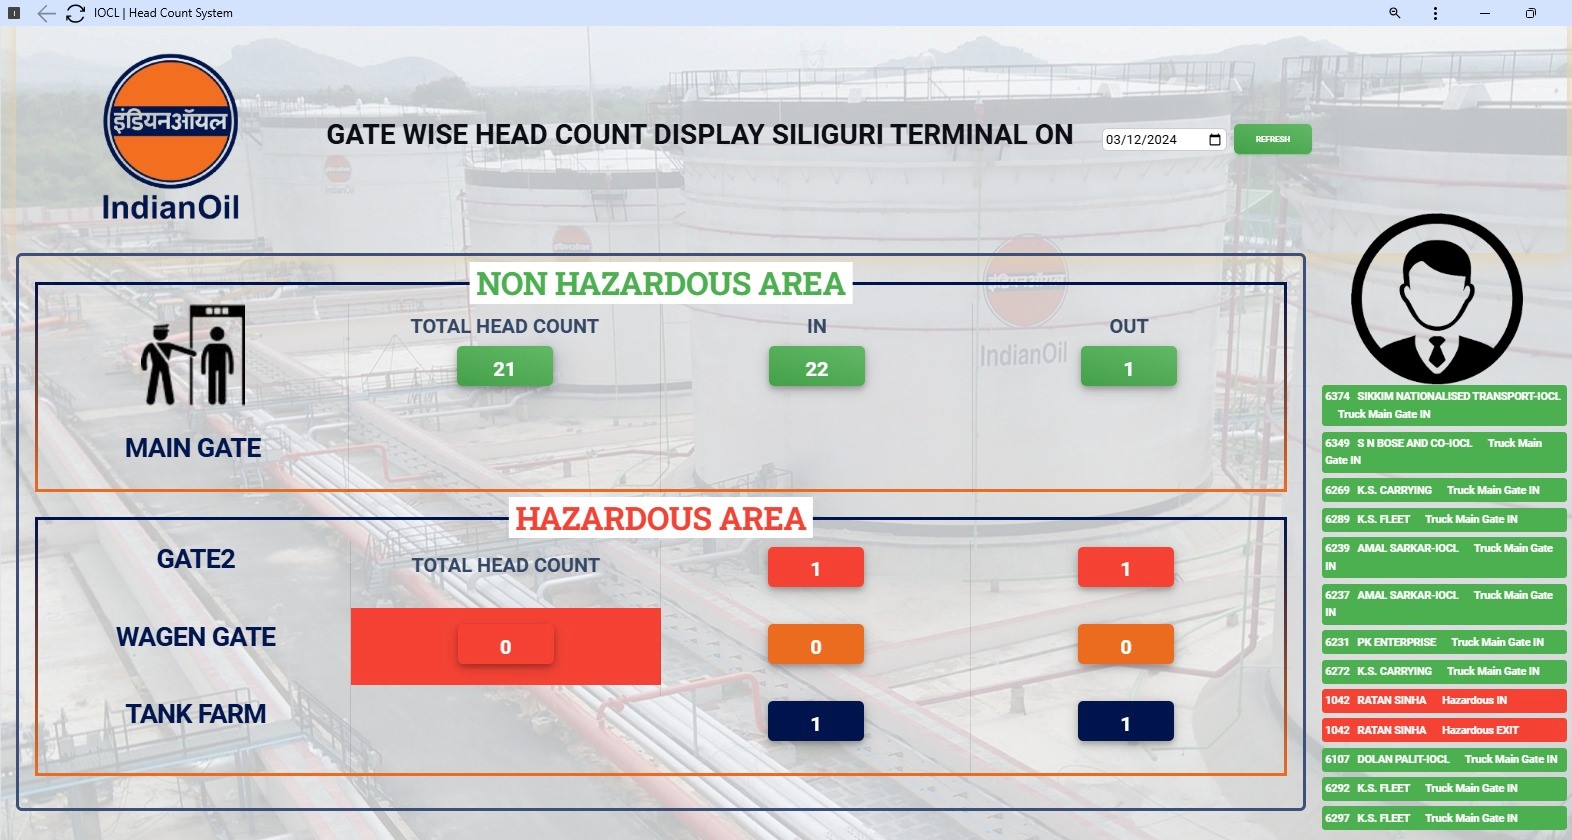 IOCL | Head Count System
इंडियनऑयल
IndianOil
GATE WISE HEAD COUNT DISPLAY SILIGURI TERMINAL ON
03/12/2024
REFRESH
NON HAZARDOUS AREA
TOTAL HEAD COUNT
IN
OUT
21
22
1
MAIN GATE
IndianOil
HAZARDOUS AREA
GATE2
TOTAL HEAD COUNT
1
1
WAGEN GATE
0
0
0
TANK FARM
1
1
6374 SIKKIM NATIONALISED TRANSPORT-IOCL
Truck Main Gate IN
6349 S N BOSE AND CO-IOCL Truck Main
Gate IN
6269 K.S. CARRYING Truck Main Gate IN
6289 K.S. FLEET Truck Main Gate IN
6239 AMAL SARKAR-IOCL Truck Main Gate
IN
6237 AMAL SARKAR-IOCL Truck Main Gate
IN
6231 PK ENTERPRISE Truck Main Gate IN
6272 K.S. CARRYING Truck Main Gate IN
1042 RATAN SINHA Hazardous IN
1042 RATAN SINHA Hazardous EXIT
6107 DOLAN PALIT-IOCL Truck Main Gate IN
6292 K.S. FLEET Truck Main Gate IN
6297 K.S. FLEET Truck Main Gate IN